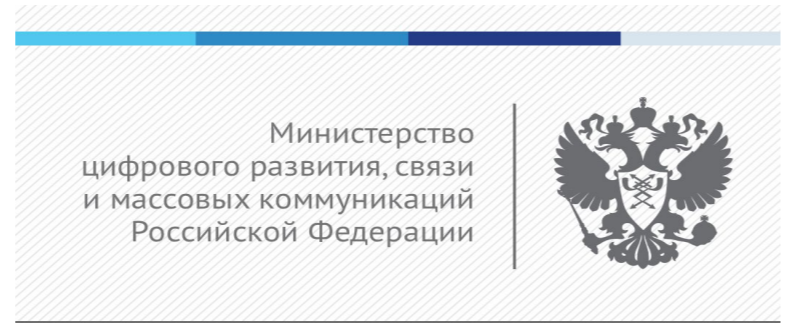 Министерство
цифрового развития, связи
и массовых коммуникаций
Российской Федерации